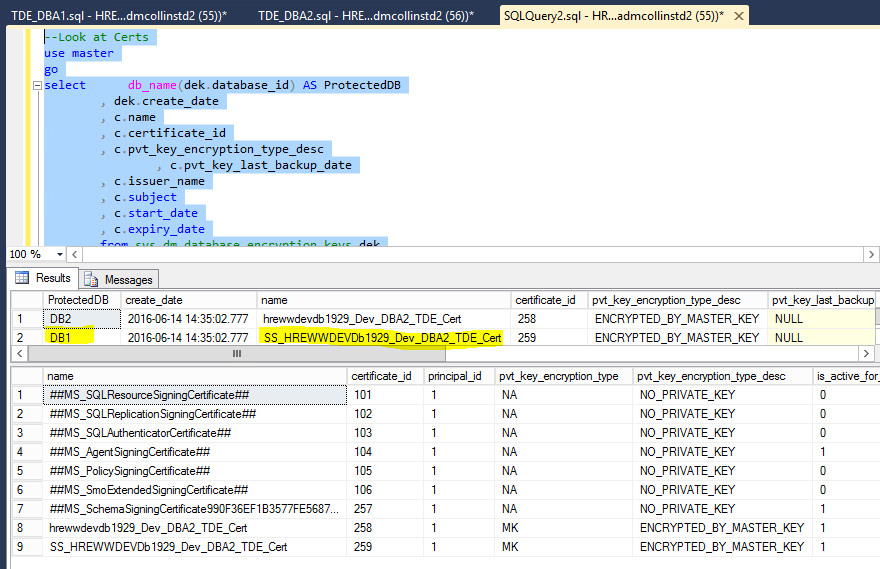 TDE_DBA1.sql - HRE...dmcollinstd2 (55))* TDE_DBA2.sql - HRE...dmcollinstd2 (56))* SQLQuery2.sql - HR...admcollinstd2 (55))*
--Look at Certs
use master
go
select db_name(dek.database_id) AS ProtectedDB
, dek.create_date
, c.name
, c.certificate_id
, c.pvt_key_encryption_type_desc
, c.pvt_key_last_backup_date
, c.issuer_name
, c.subject
, c.start_date
, c.expiry_date
from sys.dm_database_encryption_keys dek
100 %
Results Messages
ProtectedDB create_date name certificate_id pvt_key_encryption_type_desc pvt_key_last_backup
1 DB2 2016-06-14 14:35:02.777 hrewwdevdb1929_Dev_DBA2_TDE_Cert 258 ENCRYPTED_BY_MASTER_KEY NULL
2 DB1 2016-06-14 14:35:02.777 SS_HREWWDEVDb1929_Dev_DBA2_TDE_Cert 259 ENCRYPTED_BY_MASTER_KEY NULL
name certificate_id principal_id pvt_key_encryption_type pvt_key_encryption_type_desc is_active_for_
1 ##MS_SQLResourceSigningCertificate## 101 1 NA NO_PRIVATE_KEY 0
2 ##MS_SQLReplicationSigningCertificate## 102 1 NA NO_PRIVATE_KEY 0
3 ##MS_SQLAuthenticatorCertificate## 103 1 NA NO_PRIVATE_KEY 0
4 ##MS_AgentSigningCertificate## 104 1 NA NO_PRIVATE_KEY 1
5 ##MS_PolicySigningCertificate## 105 1 NA NO_PRIVATE_KEY 0
6 ##MS_SmoExtendedSigningCertificate## 106 1 NA NO_PRIVATE_KEY 0
7 ##MS_SchemaSigningCertificate990F36EF1B3577FE5687... 257 1 NA NO_PRIVATE_KEY 1
8 hrewwdevdb1929_Dev_DBA2_TDE_Cert 258 1 MK ENCRYPTED_BY_MASTER_KEY 1
9 SS_HREWWDEVDb1929_Dev_DBA2_TDE_Cert 259 1 MK ENCRYPTED_BY_MASTER_KEY 1